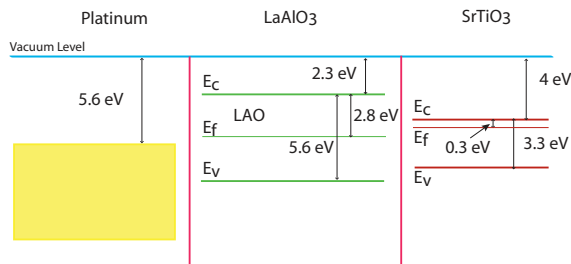 Platinum
LaAlO3
SrTiO3
Vacuum Level
5.6 eV
2.3 eV
Ec
LAO
2.8 eV
Ef
5.6 eV
Ev
4 eV
Ec
Ef
0.3 eV
3.3 eV
Ev